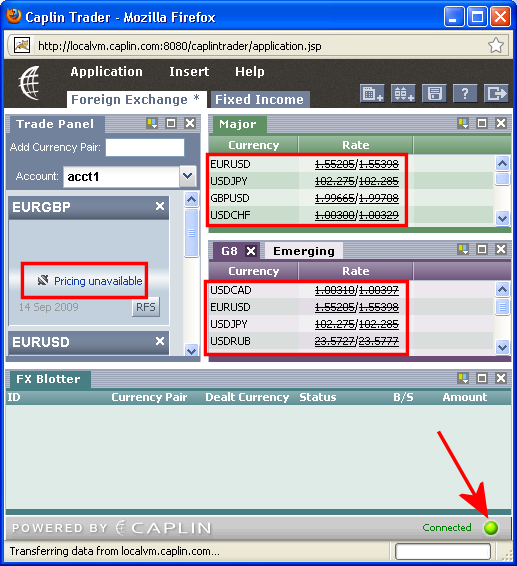 Caplin Trader - Mozilla Firefox
http://localvm.caplin.com:8080/caplintrader/application.jsp
Application Insert Help
Foreign Exchange * Fixed Income
Trade Panel
Add Currency Pair:
Account: acct1
EURGBP
Pricing unavailable
14 Sep 2009 RFS
EURUSD
Major
Currency Rate
EURUSD 1.55205/1.55398
USDJPY 102.275/102.285
GBPUSD 1.99665/1.99708
USDCHF 1.00300/1.00329
G8 Emerging
Currency Rate
USDCAD 1.00310/1.00397
EURUSD 1.55205/1.55398
USDJPY 102.275/102.285
USDRUB 23.5727/23.5777
FX Blotter
ID Currency Pair Dealt Currency Status B/S Amount
POWERED BY CAPLIN Connected
Transferring data from localvm.caplin.com...